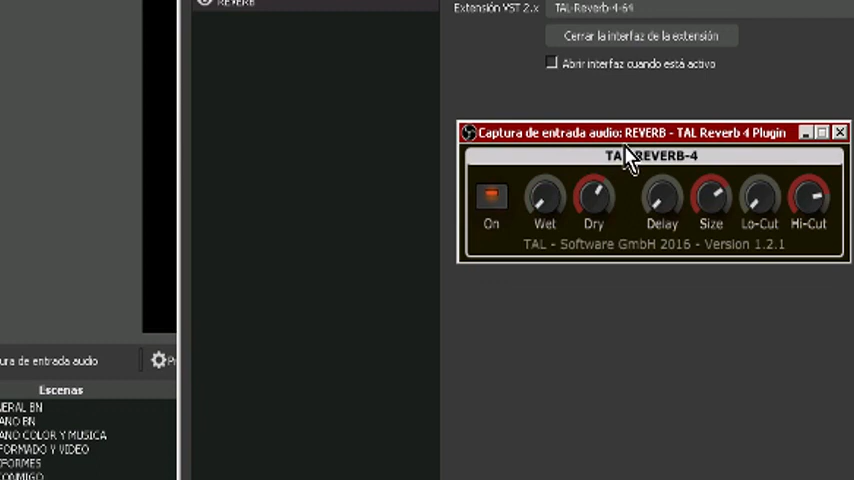 REVERB
Extensión VST 2.x
TAL-Reverb-4-64
Cerrar la interfaz de la extensión
Abrir interfaz cuando está activo
Captura de entrada audio: REVERB - TAL Reverb 4 Plugin
TAL REVERB-4
On
Wet
Dry
Delay
Size
Lo-Cut
Hi-Cut
TAL - Software GmbH 2016 - Version 1.2.1
ura de entrada audio
Escenas
ERAL BN
ANO BN
ANO COLOR Y MUSICA
FORMADO Y VIDEO
FORMES
CONMIGO